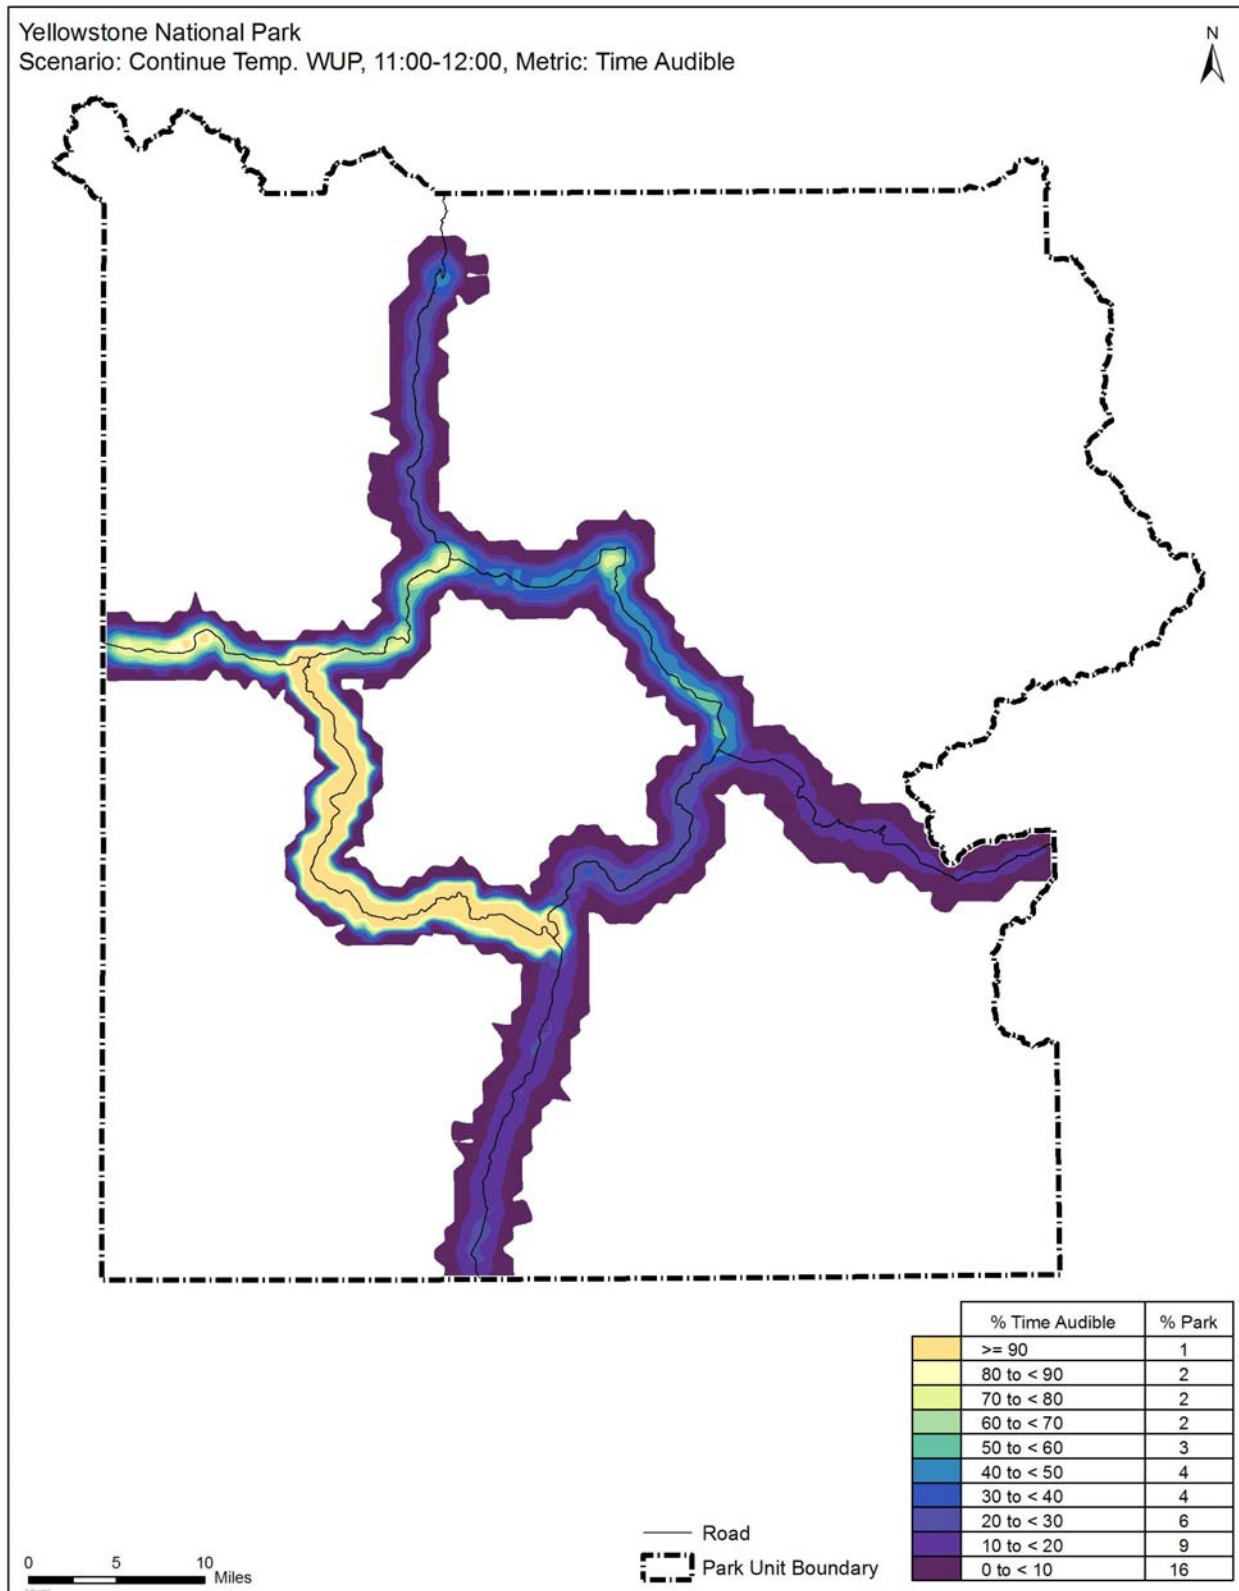 Yellowstone National Park
Scenario: Continue Temp. WUP, 11:00-12:00, Metric: Time Audible
N
% Time Audible % Park
>= 90 1
80 to < 90 2
70 to < 80 2
60 to < 70 2
50 to < 60 3
40 to < 50 4
30 to < 40 4
20 to < 30 6
10 to < 20 9
0 to < 10 16
Road
Park Unit Boundary
0 5 10
Miles